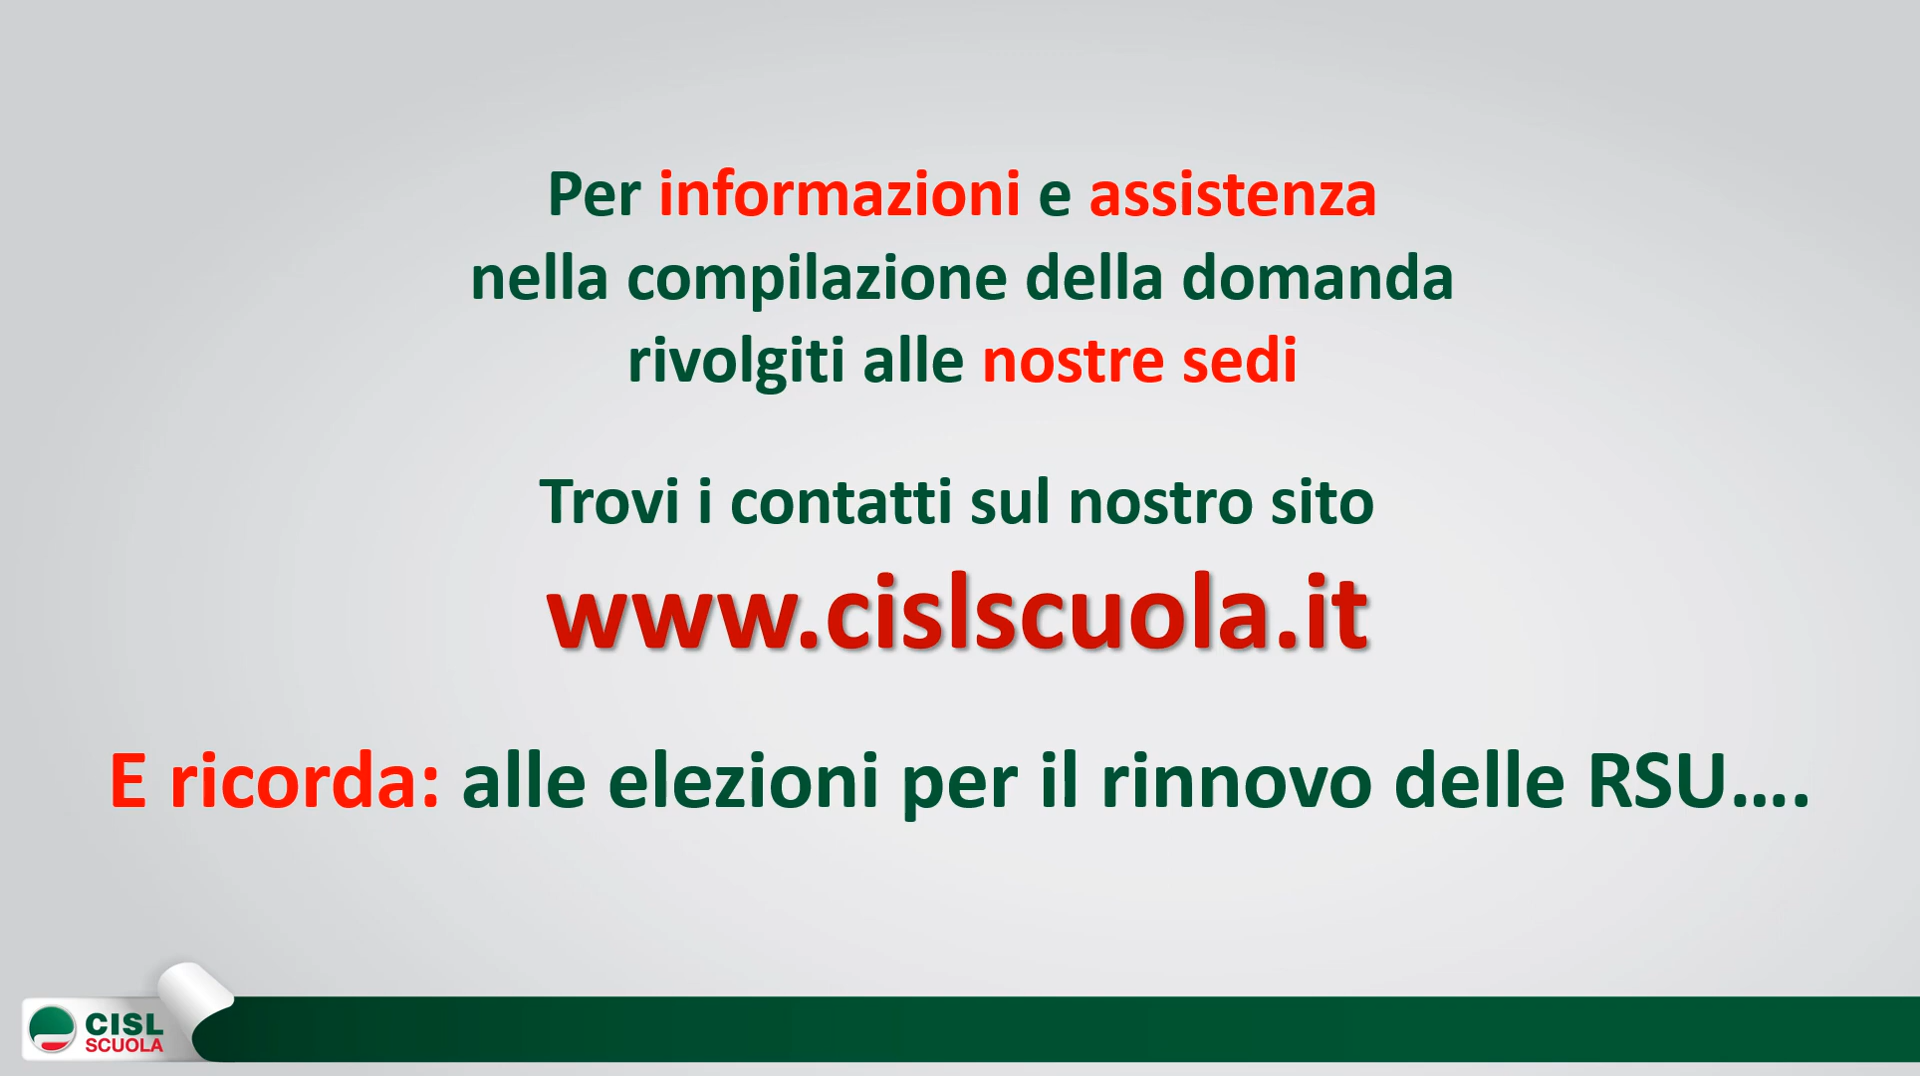 Per informazioni e assistenza
nella compilazione della domanda
rivolgiti alle nostre sedi
Trovi i contatti sul nostro sito
www.cislscuola.it
E ricorda: alle elezioni per il rinnovo delle RSU....
CISL
SCUOLA